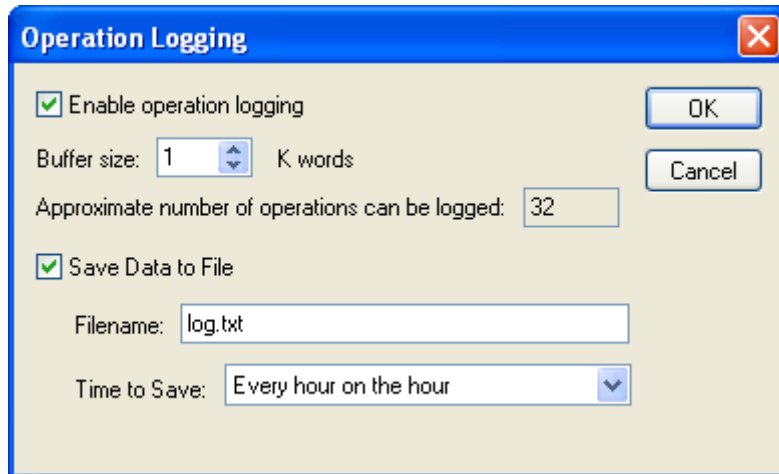 Operation Logging
Enable operation logging
OK
Buffer size: 1 K words
Cancel
Approximate number of operations can be logged: 32
Save Data to File
Filename: log.txt
Time to Save: Every hour on the hour